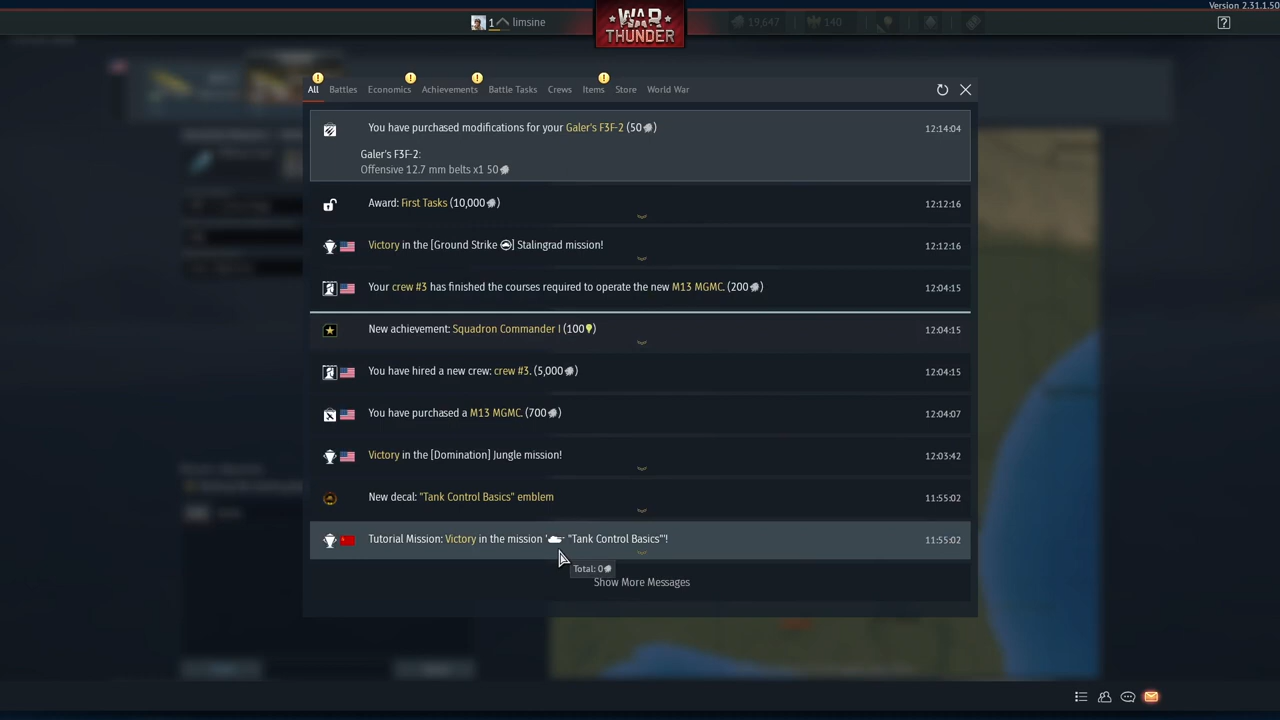 Version 2.31.1.50
1 limsine
WAR THUNDER
19,647
140
All Battles Economics Achievements Battle Tasks Crews Items Store World War
You have purchased modifications for your Galer's F3F-2 (50) 12:14:04
Galer's F3F-2:
Offensive 12.7 mm belts x1 50
Award: First Tasks (10,000) 12:12:16
Victory in the [Ground Strike] Stalingrad mission! 12:12:16
Your crew #3 has finished the courses required to operate the new M13 MGMC. (200) 12:04:15
New achievement: Squadron Commander I (100) 12:04:15
You have hired a new crew: crew #3. (5,000) 12:04:15
You have purchased a M13 MGMC. (700) 12:04:07
Victory in the [Domination] Jungle mission! 12:03:42
New decal: "Tank Control Basics" emblem 11:55:02
Tutorial Mission: Victory in the mission " "Tank Control Basics"! 11:55:02
Total: 0
Show More Messages